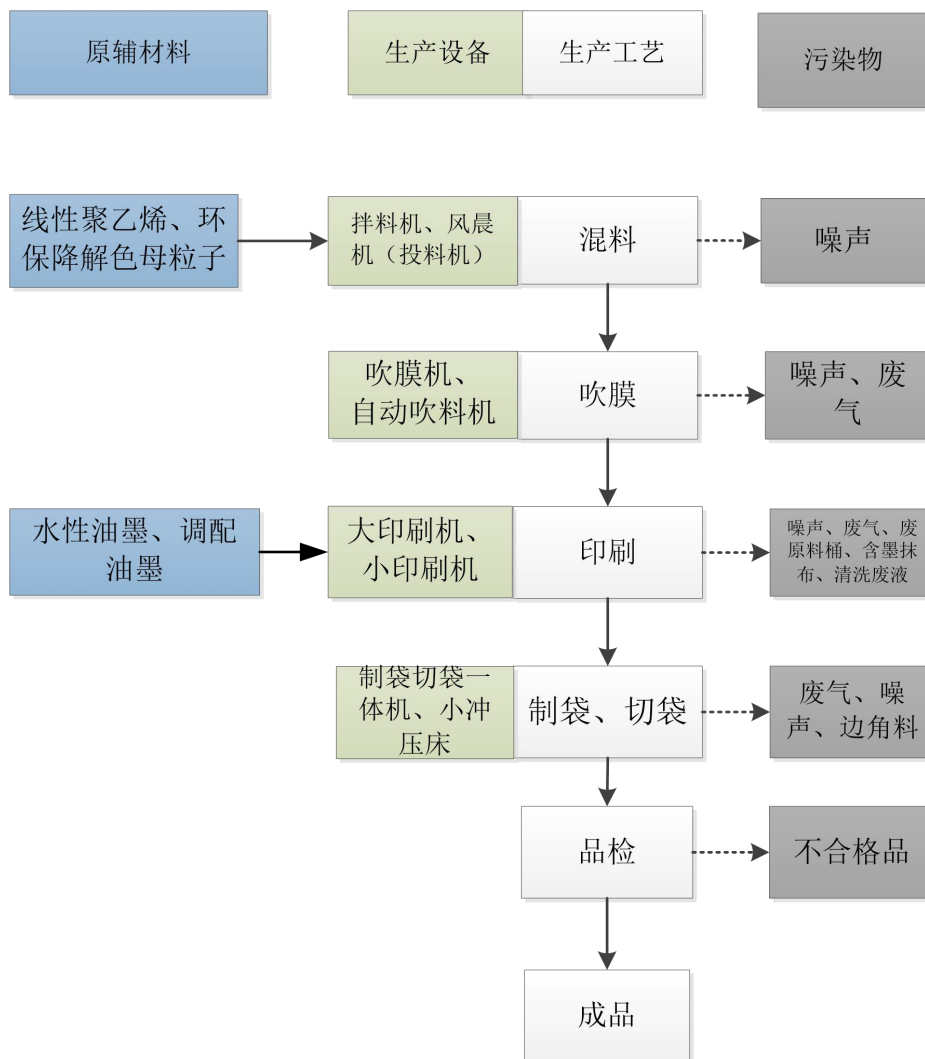 原辅材料
生产设备
生产工艺
污染物
线性聚乙烯、环
保降解色母粒子
拌料机、风晨
机（投料机）
混料
噪声
吹膜机、
自动吹料机
吹膜
噪声、废
气
水性油墨、调配
油墨
大印刷机、
小印刷机
印刷
噪声、废气、废
原料桶、含墨抹
布、清洗废液
制袋切袋一
体机、小冲
压床
制袋、切袋
废气、噪
声、边角料
品检
不合格品
成品